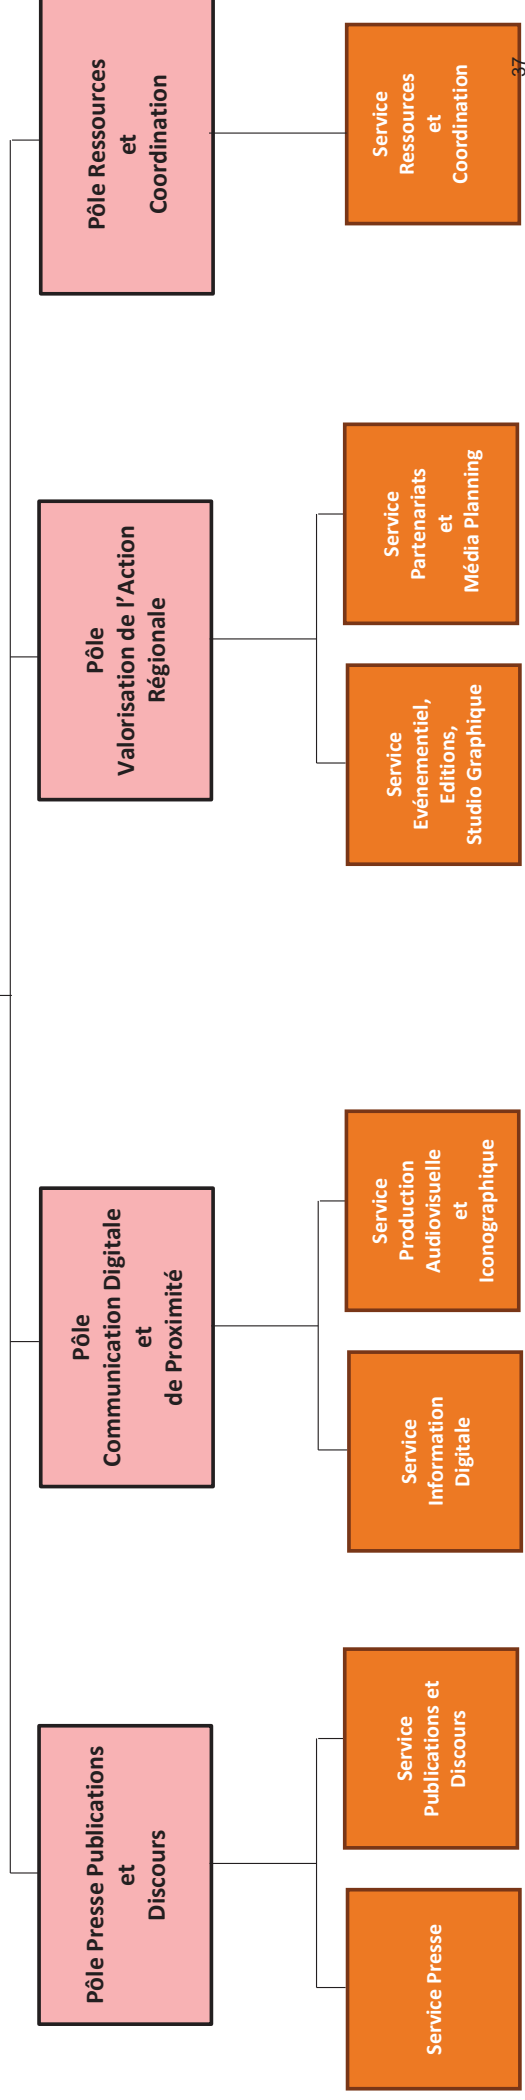 Pôle Presse Publications
et
Discours
Pôle
Communication Digitale
et
de Proximité
Pôle
Valorisation de l'Action
Régionale
Pôle Ressources
et
Coordination
Service Presse
Service
Publications et
Discours
Service
Information
Digitale
Service
Production
Audiovisuelle
et
Iconographique
Service
Evénementiel,
Editions,
Studio Graphique
Service
Partenariats
et
Média Planning
Service
Ressources
et
Coordination
37